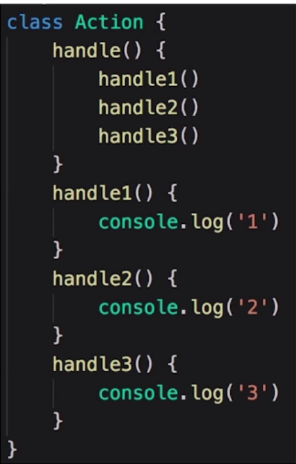 class Action {
    handle() {
        handle1()
        handle2()
        handle3()
    }
    handle1() {
        console.log('1')
    }
    handle2() {
        console.log('2')
    }
    handle3() {
        console.log('3')
    }
}